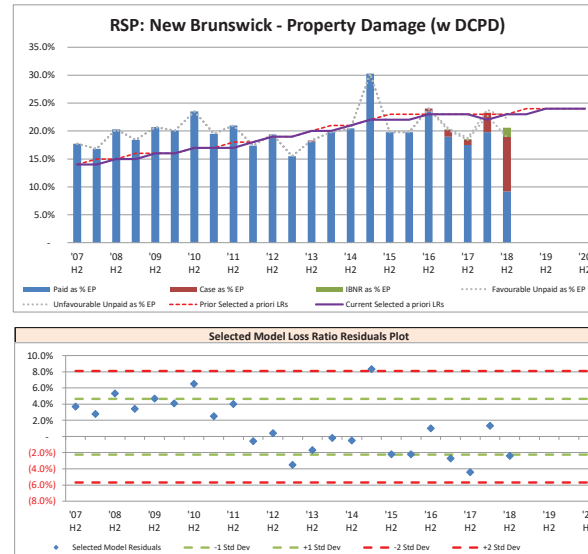 RSP: New Brunswick - Property Damage (w DCPD)
35.0%
30.0%
25.0%
20.0%
15.0%
10.0%
5.0%
-
'07 '08 '09 '10 '11 '12 '13 '14 '15 '16 '17 '18 '19 '20
H2 H2 H2 H2 H2 H2 H2 H2 H2 H2 H2 H2 H2 H2
Paid as % EP Case as % EP IBNR as % EP Favourable Unpaid as % EP
Unfavourable Unpaid as % EP Prior Selected a priori LRs Current Selected a priori LRs
Selected Model Loss Ratio Residuals Plot
10.0%
8.0%
6.0%
4.0%
2.0%
-
(2.0%)
(4.0%)
(6.0%)
(8.0%)
'07 '08 '09 '10 '11 '12 '13 '14 '15 '16 '17 '18 '19 '2
H2 H2 H2 H2 H2 H2 H2 H2 H2 H2 H2 H2 H2 H
Selected Model Residuals -1 Std Dev +1 Std Dev -2 Std Dev +2 Std Dev